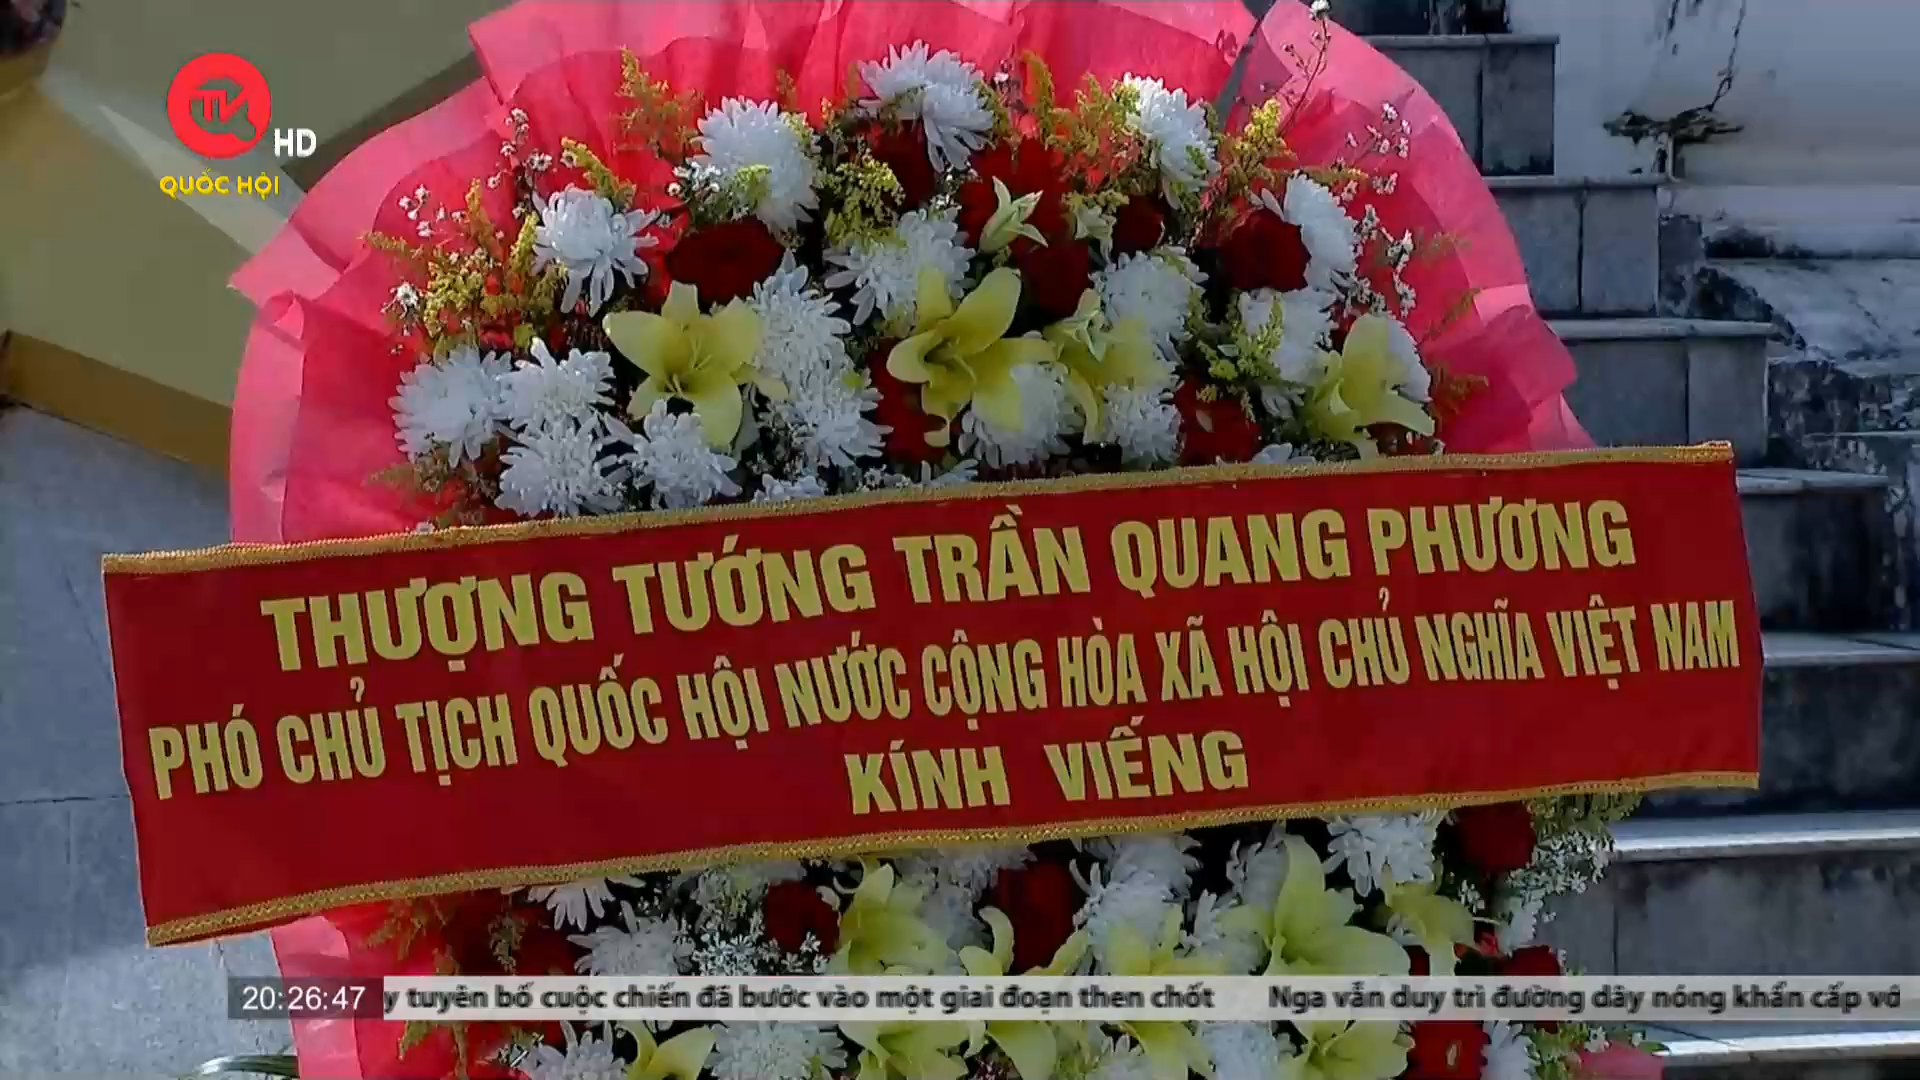 TVQH HD
QUỐC HỘI
THƯỢNG TƯỚNG TRẦN QUANG PHƯƠNG
PHÓ CHỦ TỊCH QUỐC HỘI NƯỚC CỘNG HÒA XÃ HỘI CHỦ NGHĨA VIỆT NAM
KÍNH VIẾNG
20:26:47 y tuyên bố cuộc chiến đã bước vào một giai đoạn then chốt Nga vẫn duy trì đường dây nóng khẩn cấp vớ